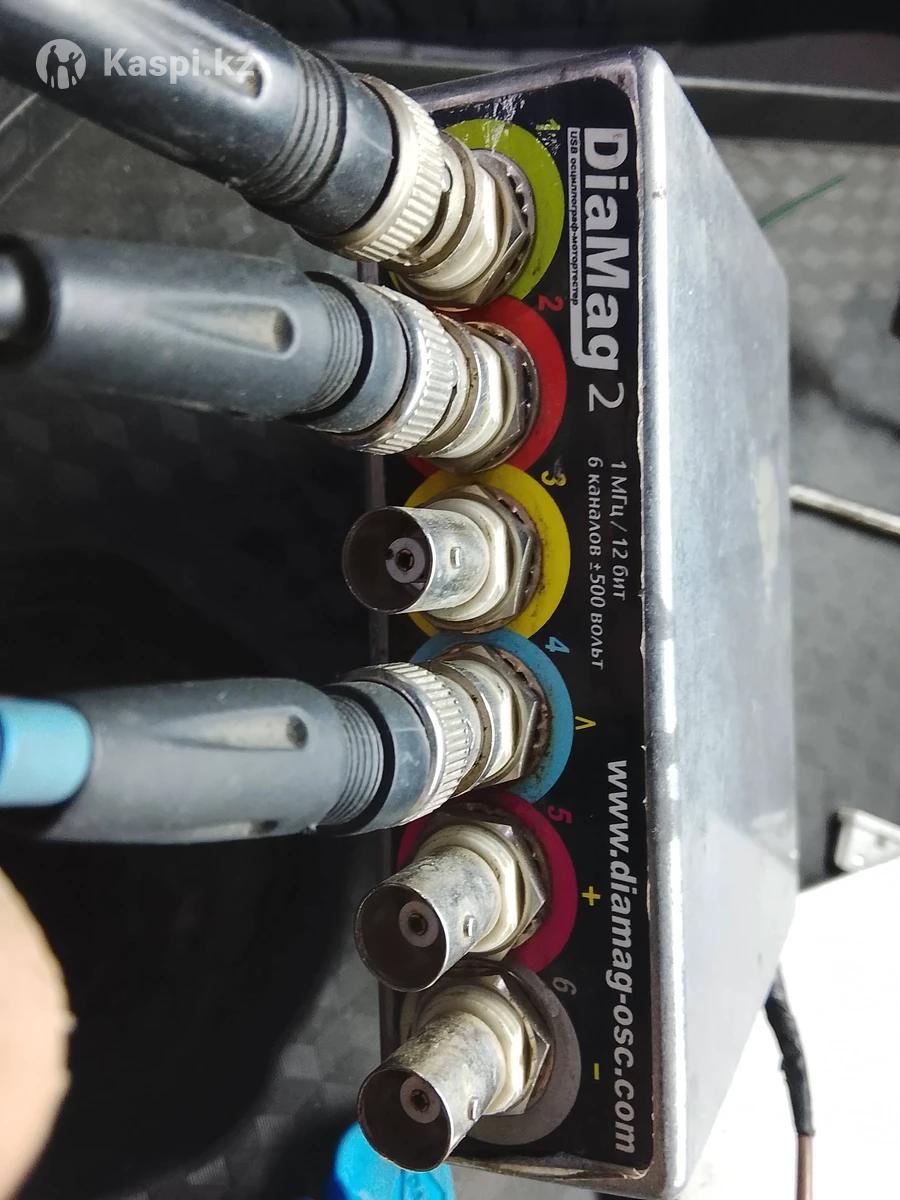 Kaspi.kz
DiaMag 2
USB осциллограф-мотортестер
1 МГц / 12 бит
6 каналов ±500 вольт
www.diamag-osc.com
1
2
3
4
5
6
^
+
-